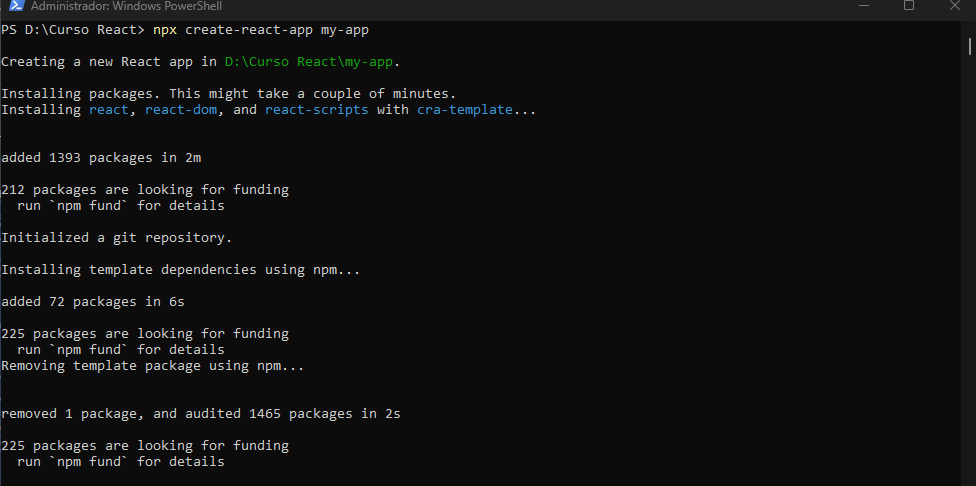 Administrador: Windows PowerShell
PS D:\Curso React> npx create-react-app my-app
Creating a new React app in D:\Curso React\my-app.
Installing packages. This might take a couple of minutes.
Installing react, react-dom, and react-scripts with cra-template...
added 1393 packages in 2m
212 packages are looking for funding
  run `npm fund` for details
Initialized a git repository.
Installing template dependencies using npm...
added 72 packages in 6s
225 packages are looking for funding
  run `npm fund` for details
Removing template package using npm...
removed 1 package, and audited 1465 packages in 2s
225 packages are looking for funding
  run `npm fund` for details